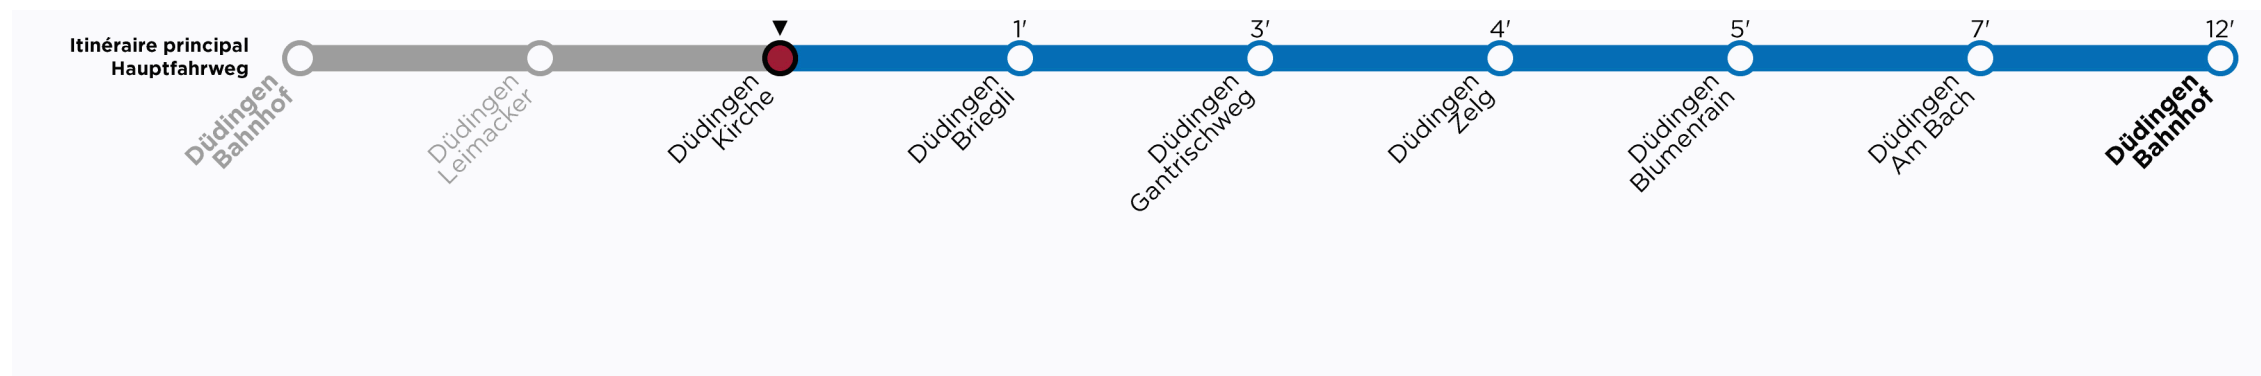 Itinéraire principal
Hauptfahrweg
▼
1'
3'
4'
5'
7'
12'
Düdingen
Bahnhof
Düdingen
Leimacker
Düdingen
Kirche
Düdingen
Briegli
Düdingen
Gantrischweg
Düdingen
Zelg
Düdingen
Blumenrain
Düdingen
Am Bach
Düdingen
Bahnhof